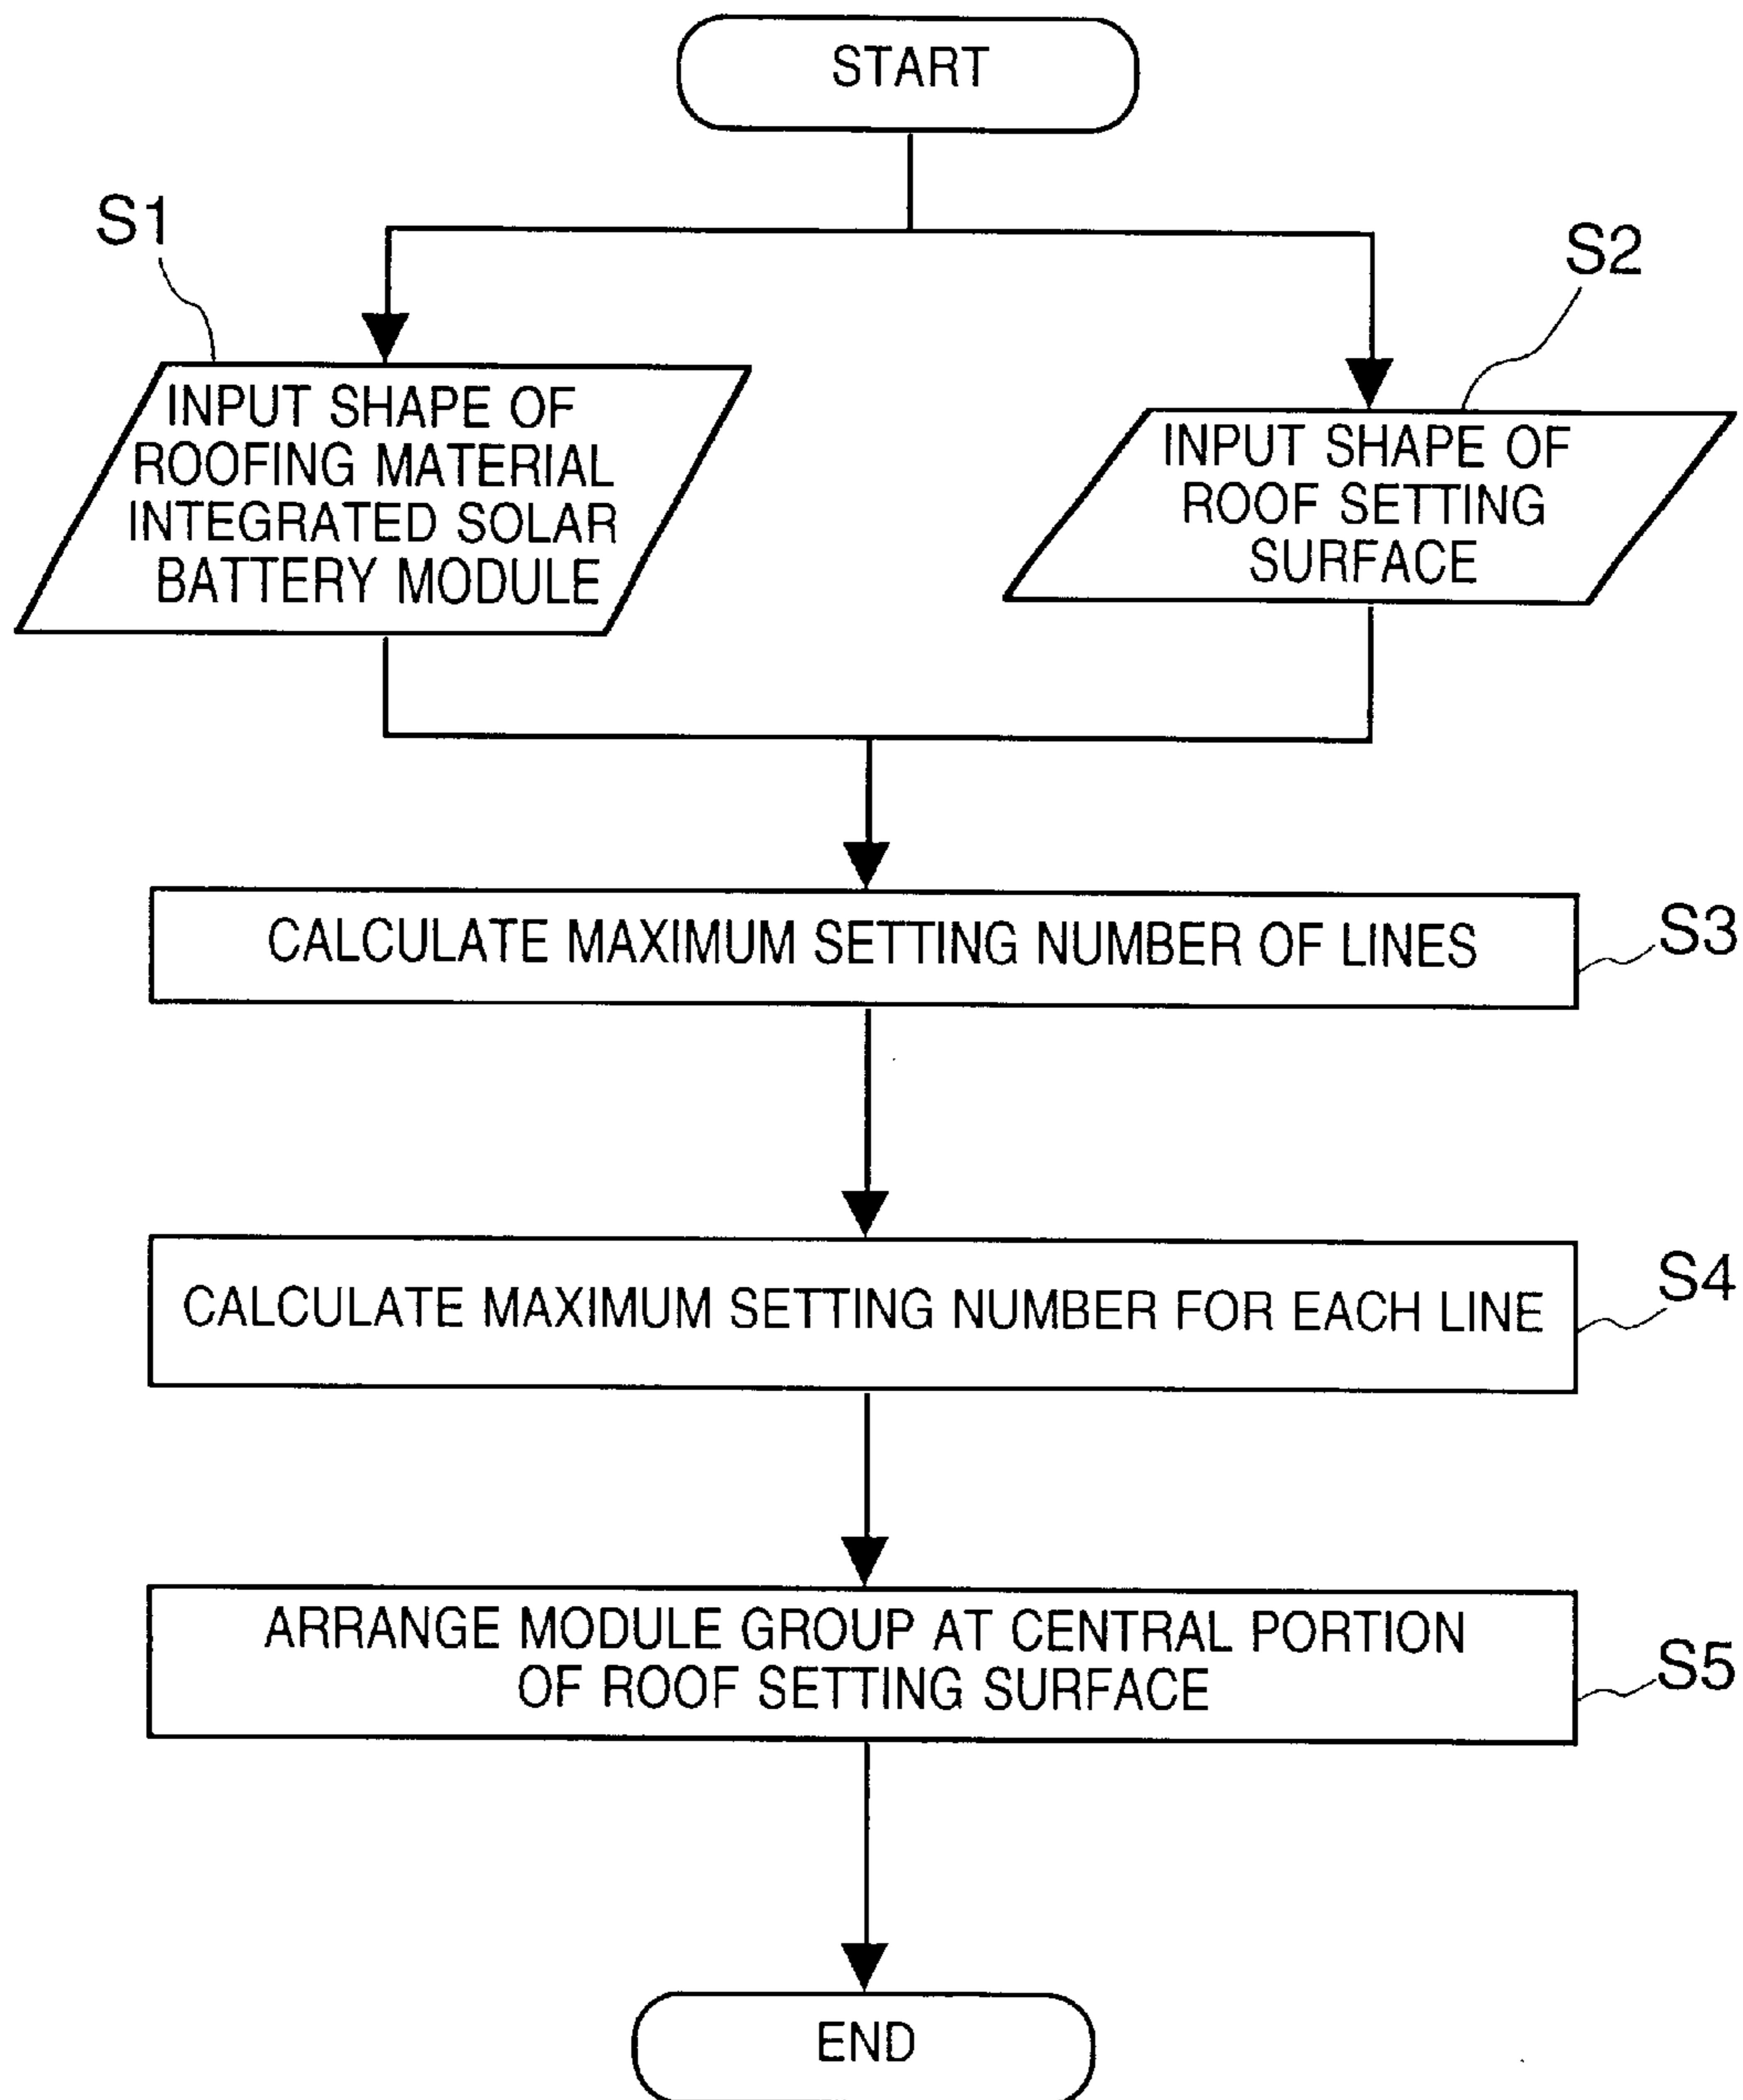 START
S1
S2
INPUT SHAPE OF
ROOFING MATERIAL
INTEGRATED SOLAR
BATTERY MODULE
INPUT SHAPE OF
ROOF SETTING
SURFACE
CALCULATE MAXIMUM SETTING NUMBER OF LINES
S3
CALCULATE MAXIMUM SETTING NUMBER FOR EACH LINE
S4
ARRANGE MODULE GROUP AT CENTRAL PORTION
OF ROOF SETTING SURFACE
S5
END